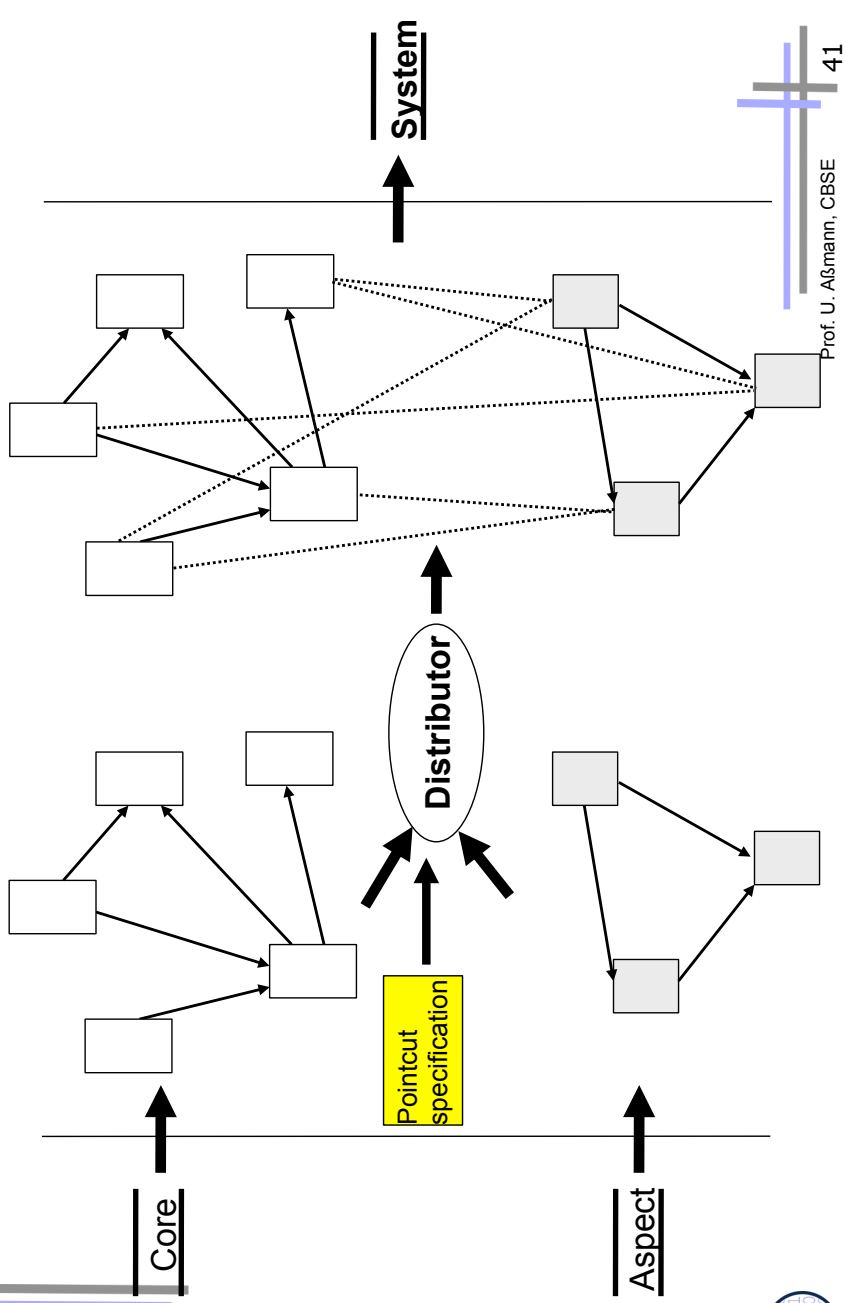 Core
Aspect
Pointcut
specification
Distributor
System
Prof. U. Aßmann, CBSE
41